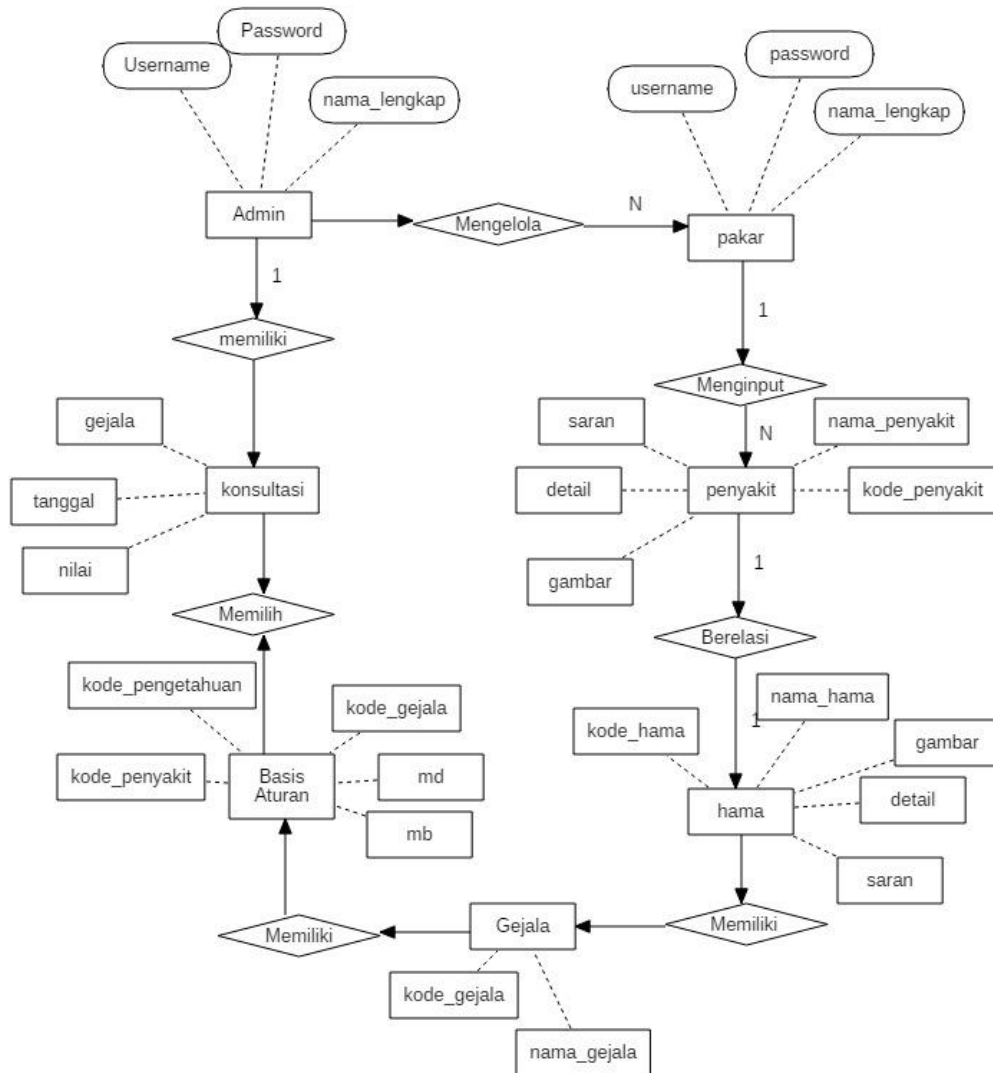 Password
Username
nama_lengkap
password
username
nama_lengkap
Admin
Mengelola
N
pakar
1
memiliki
1
Menginput
N
gejala
tanggal
nilai
konsultasi
saran
detail
gambar
penyakit
nama_penyakit
kode_penyakit
1
Memilih
Berelasi
1
kode_pengetahuan
kode_gejala
kode_penyakit
Basis
Aturan
md
mb
nama_hama
kode_hama
gambar
hama
detail
saran
Memiliki
Gejala
Memiliki
kode_gejala
nama_gejala